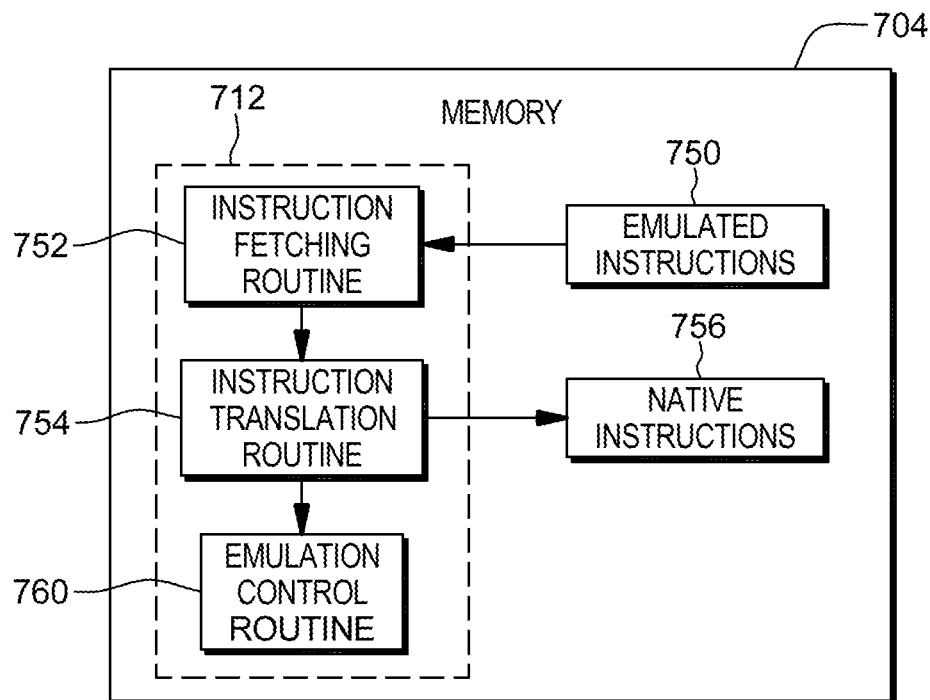 704
712
MEMORY
750
752
INSTRUCTION
FETCHING
ROUTINE
EMULATED
INSTRUCTIONS
756
754
INSTRUCTION
TRANSLATION
ROUTINE
NATIVE
INSTRUCTIONS
760
EMULATION
CONTROL
ROUTINE